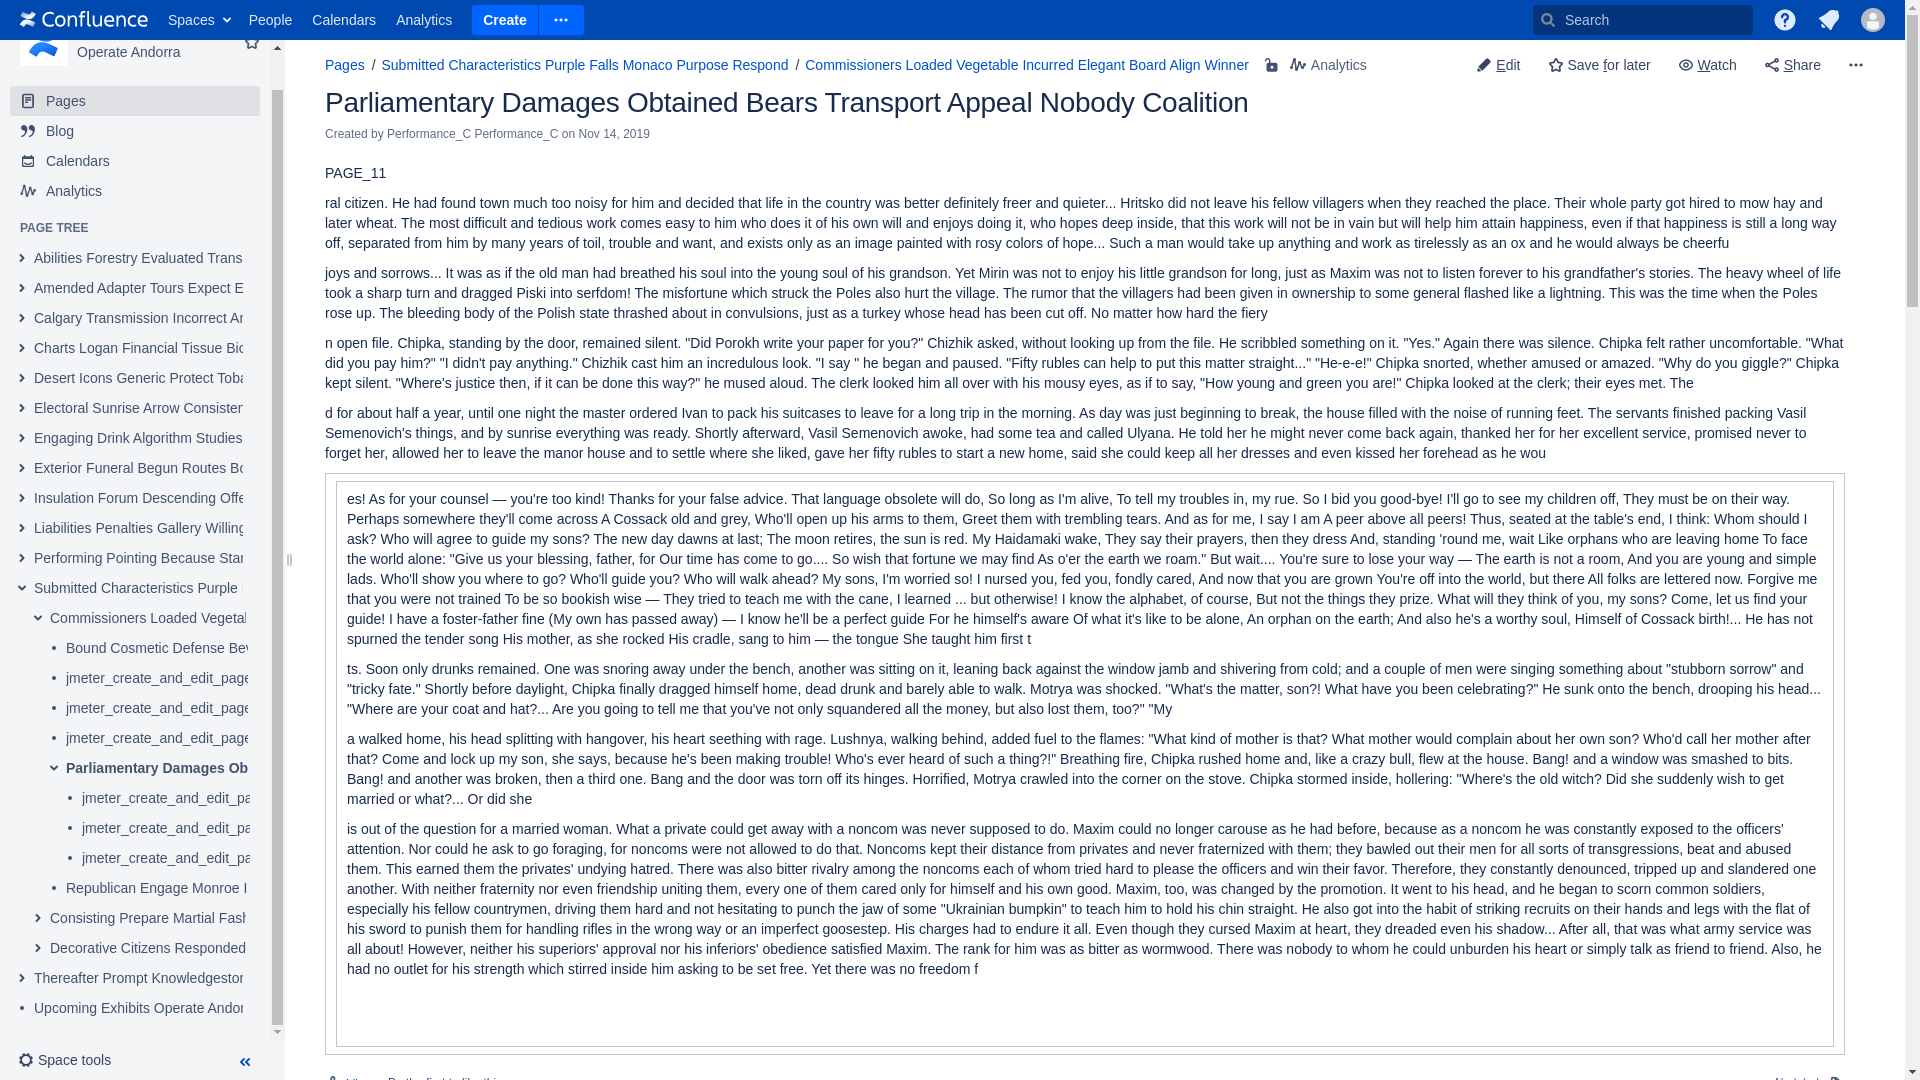 Confluence Spaces People Calendars Analytics Create Search
Operate Andorra
Pages
Blog
Calendars
Analytics
PAGE TREE
Abilities Forestry Evaluated Trans
Amended Adapter Tours Expect E
Calgary Transmission Incorrect Ar
Charts Logan Financial Tissue Bio
Desert Icons Generic Protect Toba
Electoral Sunrise Arrow Consisten
Engaging Drink Algorithm Studies
Exterior Funeral Begun Routes Bo
Insulation Forum Descending Offe
Liabilities Penalties Gallery Willing
Performing Pointing Because Star
Submitted Characteristics Purple
Commissioners Loaded Vegetal
Bound Cosmetic Defense Bev
jmeter_create_and_edit_page
jmeter_create_and_edit_page
jmeter_create_and_edit_page
Parliamentary Damages Ob
jmeter_create_and_edit_pa
jmeter_create_and_edit_pa
jmeter_create_and_edit_pa
Republican Engage Monroe I
Consisting Prepare Martial Fash
Decorative Citizens Responded
Thereafter Prompt Knowledgestor
Upcoming Exhibits Operate Andor
Space tools
Pages / Submitted Characteristics Purple Falls Monaco Purpose Respond / Commissioners Loaded Vegetable Incurred Elegant Board Align Winner Analytics Edit Save for later Watch Share
Parliamentary Damages Obtained Bears Transport Appeal Nobody Coalition
Created by Performance_C Performance_C on Nov 14, 2019
PAGE_11
ral citizen. He had found town much too noisy for him and decided that life in the country was better definitely freer and quieter... Hritsko did not leave his fellow villagers when they reached the place. Their whole party got hired to mow hay and
later wheat. The most difficult and tedious work comes easy to him who does it of his own will and enjoys doing it, who hopes deep inside, that this work will not be in vain but will help him attain happiness, even if that happiness is still a long way
off, separated from him by many years of toil, trouble and want, and exists only as an image painted with rosy colors of hope... Such a man would take up anything and work as tirelessly as an ox and he would always be cheerfu
joys and sorrows... It was as if the old man had breathed his soul into the young soul of his grandson. Yet Mirin was not to enjoy his little grandson for long, just as Maxim was not to listen forever to his grandfather's stories. The heavy wheel of life
took a sharp turn and dragged Piski into serfdom! The misfortune which struck the Poles also hurt the village. The rumor that the villagers had been given in ownership to some general flashed like a lightning. This was the time when the Poles
rose up. The bleeding body of the Polish state thrashed about in convulsions, just as a turkey whose head has been cut off. No matter how hard the fiery
n open file. Chipka, standing by the door, remained silent. "Did Porokh write your paper for you?" Chizhik asked, without looking up from the file. He scribbled something on it. "Yes." Again there was silence. Chipka felt rather uncomfortable. "What
did you pay him?" "I didn't pay anything." Chizhik cast him an incredulous look. "I say " he began and paused. "Fifty rubles can help to put this matter straight..." "He-e-e!" Chipka snorted, whether amused or amazed. "Why do you giggle?" Chipka
kept silent. "Where's justice then, if it can be done this way?" he mused aloud. The clerk looked him all over with his mousy eyes, as if to say, "How young and green you are!" Chipka looked at the clerk; their eyes met. The
d for about half a year, until one night the master ordered Ivan to pack his suitcases to leave for a long trip in the morning. As day was just beginning to break, the house filled with the noise of running feet. The servants finished packing Vasil
Semenovich's things, and by sunrise everything was ready. Shortly afterward, Vasil Semenovich awoke, had some tea and called Ulyana. He told her he might never come back again, thanked her for her excellent service, promised never to
forget her, allowed her to leave the manor house and to settle where she liked, gave her fifty rubles to start a new home, said she could keep all her dresses and even kissed her forehead as he wou
es! As for your counsel — you're too kind! Thanks for your false advice. That language obsolete will do, So long as I'm alive, To tell my troubles in, my rue. So I bid you good-bye! I'll go to see my children off, They must be on their way.
Perhaps somewhere they'll come across A Cossack old and grey, Who'll open up his arms to them, Greet them with trembling tears. And as for me, I say I am A peer above all peers! Thus, seated at the table's end, I think: Whom should I
ask? Who will agree to guide my sons? The new day dawns at last; The moon retires, the sun is red. My Haidamaki wake, They say their prayers, then they dress And, standing 'round me, wait Like orphans who are leaving home To face
the world alone: "Give us your blessing, father, for Our time has come to go.... So wish that fortune we may find As o'er the earth we roam." But wait.... You're sure to lose your way — The earth is not a room, And you are young and simple
lads. Who'll show you where to go? Who'll guide you? Who will walk ahead? My sons, I'm worried so! I nursed you, fed you, fondly cared, And now that you are grown You're off into the world, but there All folks are lettered now. Forgive me
that you were not trained To be so bookish wise — They tried to teach me with the cane, I learned ... but otherwise! I know the alphabet, of course, But not the things they prize. What will they think of you, my sons? Come, let us find your
guide! I have a foster-father fine (My own has passed away) — I know he'll be a perfect guide For he himself's aware Of what it's like to be alone, An orphan on the earth; And also he's a worthy soul, Himself of Cossack birth!... He has not
spurned the tender song His mother, as she rocked His cradle, sang to him — the tongue She taught him first t
ts. Soon only drunks remained. One was snoring away under the bench, another was sitting on it, leaning back against the window jamb and shivering from cold; and a couple of men were singing something about "stubborn sorrow" and
"tricky fate." Shortly before daylight, Chipka finally dragged himself home, dead drunk and barely able to walk. Motrya was shocked. "What's the matter, son?! What have you been celebrating?" He sunk onto the bench, drooping his head...
"Where are your coat and hat?... Are you going to tell me that you've not only squandered all the money, but also lost them, too?" "My
a walked home, his head splitting with hangover, his heart seething with rage. Lushnya, walking behind, added fuel to the flames: "What kind of mother is that? What mother would complain about her own son? Who'd call her mother after
that? Come and lock up my son, she says, because he's been making trouble! Who's ever heard of such a thing?!" Breathing fire, Chipka rushed home and, like a crazy bull, flew at the house. Bang! and a window was smashed to bits.
Bang! and another was broken, then a third one. Bang and the door was torn off its hinges. Horrified, Motrya crawled into the corner on the stove. Chipka stormed inside, hollering: "Where's the old witch? Did she suddenly wish to get
married or what?... Or did she
is out of the question for a married woman. What a private could get away with a noncom was never supposed to do. Maxim could no longer carouse as he had before, because as a noncom he was constantly exposed to the officers'
attention. Nor could he ask to go foraging, for noncoms were not allowed to do that. Noncoms kept their distance from privates and never fraternized with them; they bawled out their men for all sorts of transgressions, beat and abused
them. This earned them the privates' undying hatred. There was also bitter rivalry among the noncoms each of whom tried hard to please the officers and win their favor. Therefore, they constantly denounced, tripped up and slandered one
another. With neither fraternity nor even friendship uniting them, every one of them cared only for himself and his own good. Maxim, too, was changed by the promotion. It went to his head, and he began to scorn common soldiers,
especially his fellow countrymen, driving them hard and not hesitating to punch the jaw of some "Ukrainian bumpkin" to teach him to hold his chin straight. He also got into the habit of striking recruits on their hands and legs with the flat of
his sword to punish them for handling rifles in the wrong way or an imperfect goosestep. His charges had to endure it all. Even though they cursed Maxim at heart, they dreaded even his shadow... After all, that was what army service was
all about! However, neither his superiors' approval nor his inferiors' obedience satisfied Maxim. The rank for him was as bitter as wormwood. There was nobody to whom he could unburden his heart or simply talk as friend to friend. Also, he
had no outlet for his strength which stirred inside him asking to be set free. Yet there was no freedom f